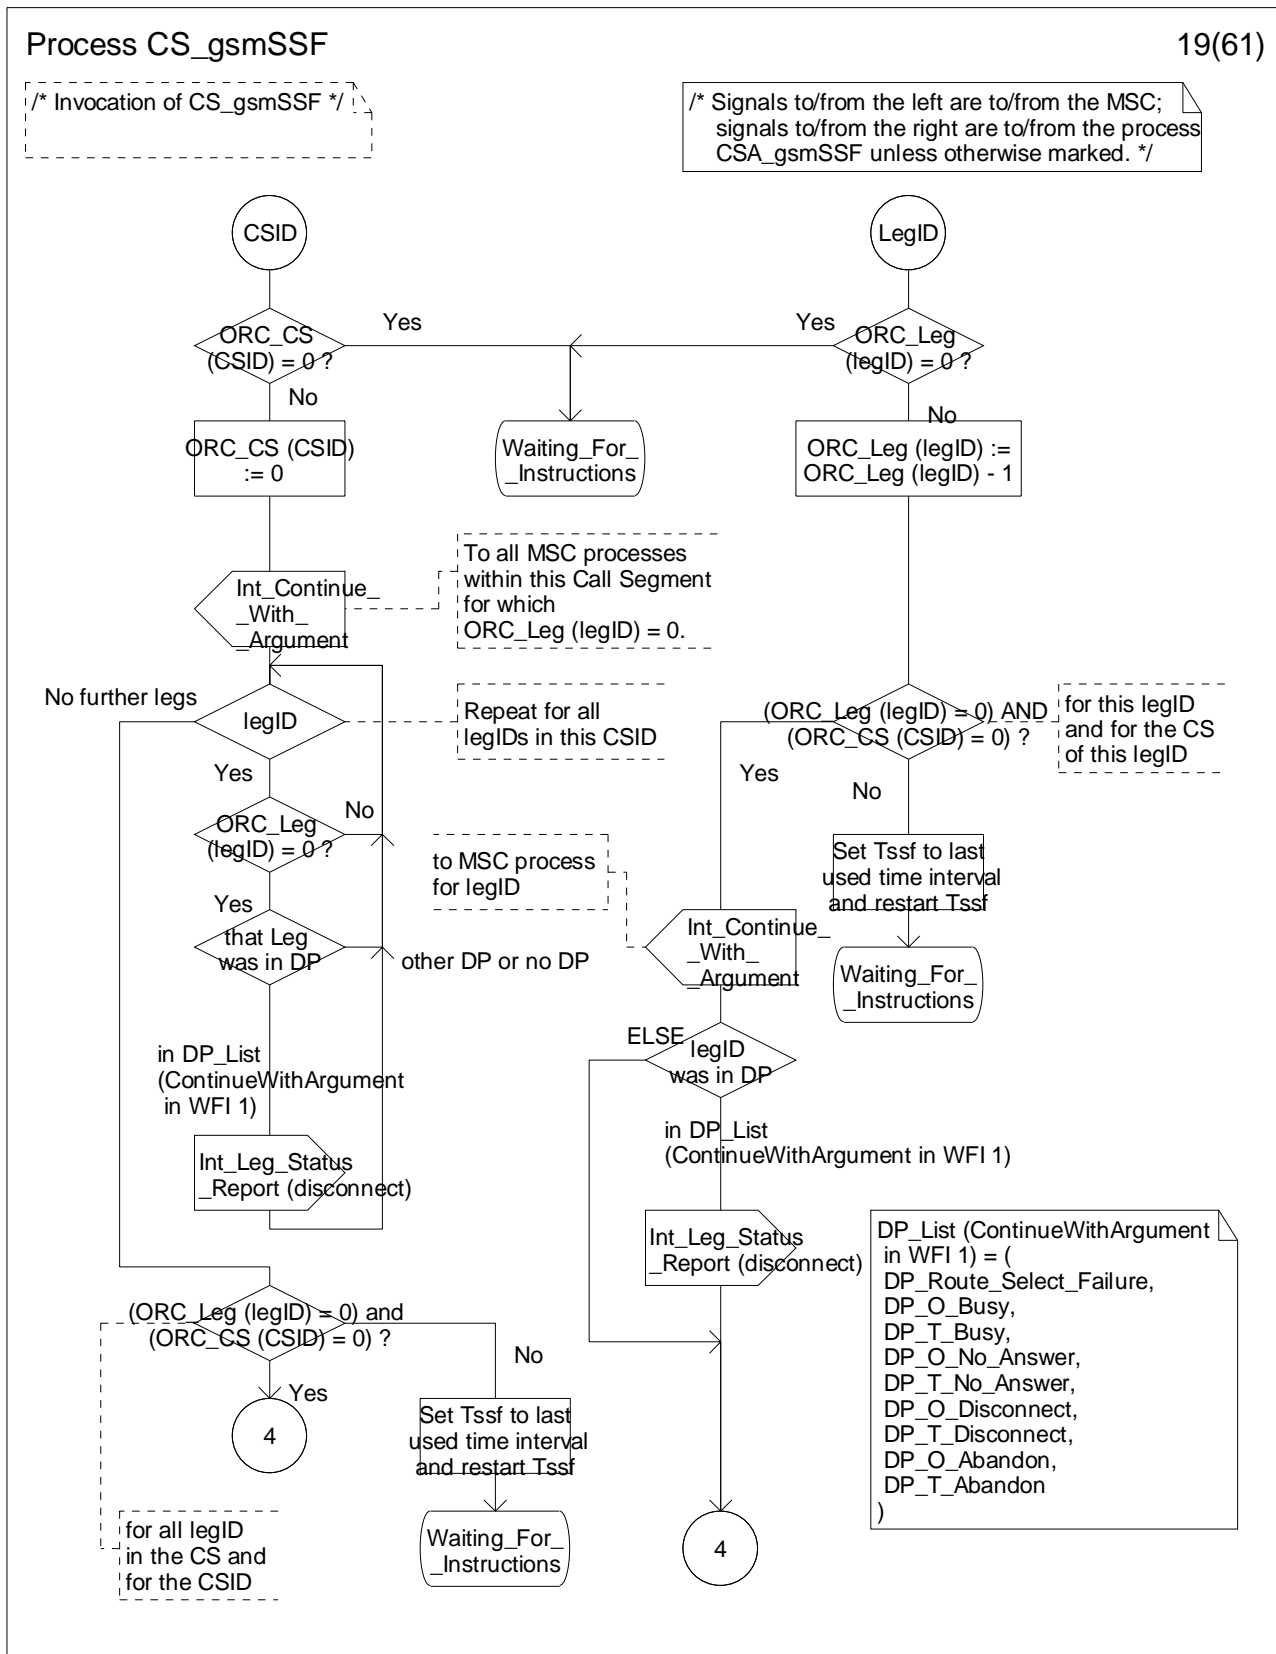 Process CS_gsmSSF
19(61)
/* Invocation of CS_gsmSSF */
/* Signals to/from the left are to/from the MSC;
signals to/from the right are to/from the process
CSA_gsmSSF unless otherwise marked. */
CSID
LegID
ORC_CS
(CSID) = 0 ?
Yes
Yes
ORC_Leg
(legID) = 0 ?
No
No
ORC_CS (CSID)
:= 0
Waiting_For_
_Instructions
ORC_Leg (legID) :=
ORC_Leg (legID) - 1
Int_Continue_
_With_
_Argument
To all MSC processes
within this Call Segment
for which
ORC_Leg (legID) = 0.
No further legs
legID
Repeat for all
legIDs in this CSID
(ORC_Leg (legID) = 0) AND
(ORC_CS (CSID) = 0) ?
for this legID
and for the CS
of this legID
Yes
Yes
No
ORC_Leg
(legID) = 0 ?
No
to MSC process
for legID
Set Tssf to last
used time interval
and restart Tssf
Yes
that Leg
was in DP
other DP or no DP
Int_Continue_
_With_
_Argument
Waiting_For_
_Instructions
in DP_List
(ContinueWithArgument
in WFI 1)
ELSE
legID
was in DP
in DP_List
(ContinueWithArgument in WFI 1)
Int_Leg_Status
_Report (disconnect)
Int_Leg_Status
_Report (disconnect)
DP_List (ContinueWithArgument
in WFI 1) = (
DP_Route_Select_Failure,
DP_O_Busy,
DP_T_Busy,
DP_O_No_Answer,
DP_T_No_Answer,
DP_O_Disconnect,
DP_T_Disconnect,
DP_O_Abandon,
DP_T_Abandon
)
(ORC_Leg (legID) = 0) and
(ORC_CS (CSID) = 0) ?
No
Yes
4
Set Tssf to last
used time interval
and restart Tssf
for all legID
in the CS and
for the CSID
Waiting_For_
_Instructions
4